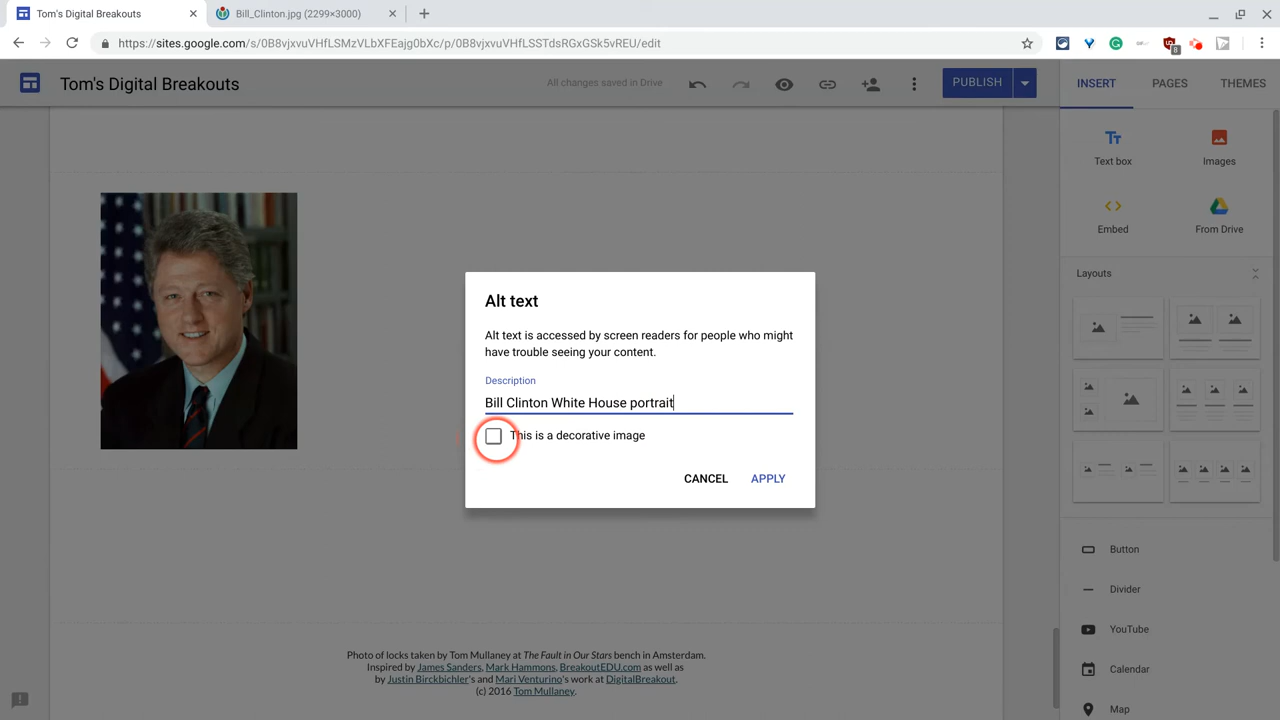 Tom's Digital Breakouts
Bill_Clinton.jpg (2299×3000)
https://sites.google.com/s/0B8vjxvuVHfLSMzVLbXFEajg0bXc/p/0B8vjxvuVHfLSSTdsRGxGSk5vREU/edit
8
Tom's Digital Breakouts
All changes saved in Drive
PUBLISH
INSERT
PAGES
THEMES
Text box
Images
Embed
From Drive
Layouts
Alt text
Alt text is accessed by screen readers for people who might
have trouble seeing your content.
Description
Bill Clinton White House portrait
This is a decorative image
CANCEL
APPLY
Button
Divider
YouTube
Calendar
Map
Photo of locks taken by Tom Mullaney at The Fault in Our Stars bench in Amsterdam.
Inspired by James Sanders, Mark Hammons, BreakoutEDU.com as well as
by Justin Birckbichler's and Mari Venturino's work at DigitalBreakout.
(c) 2016 Tom Mullaney.